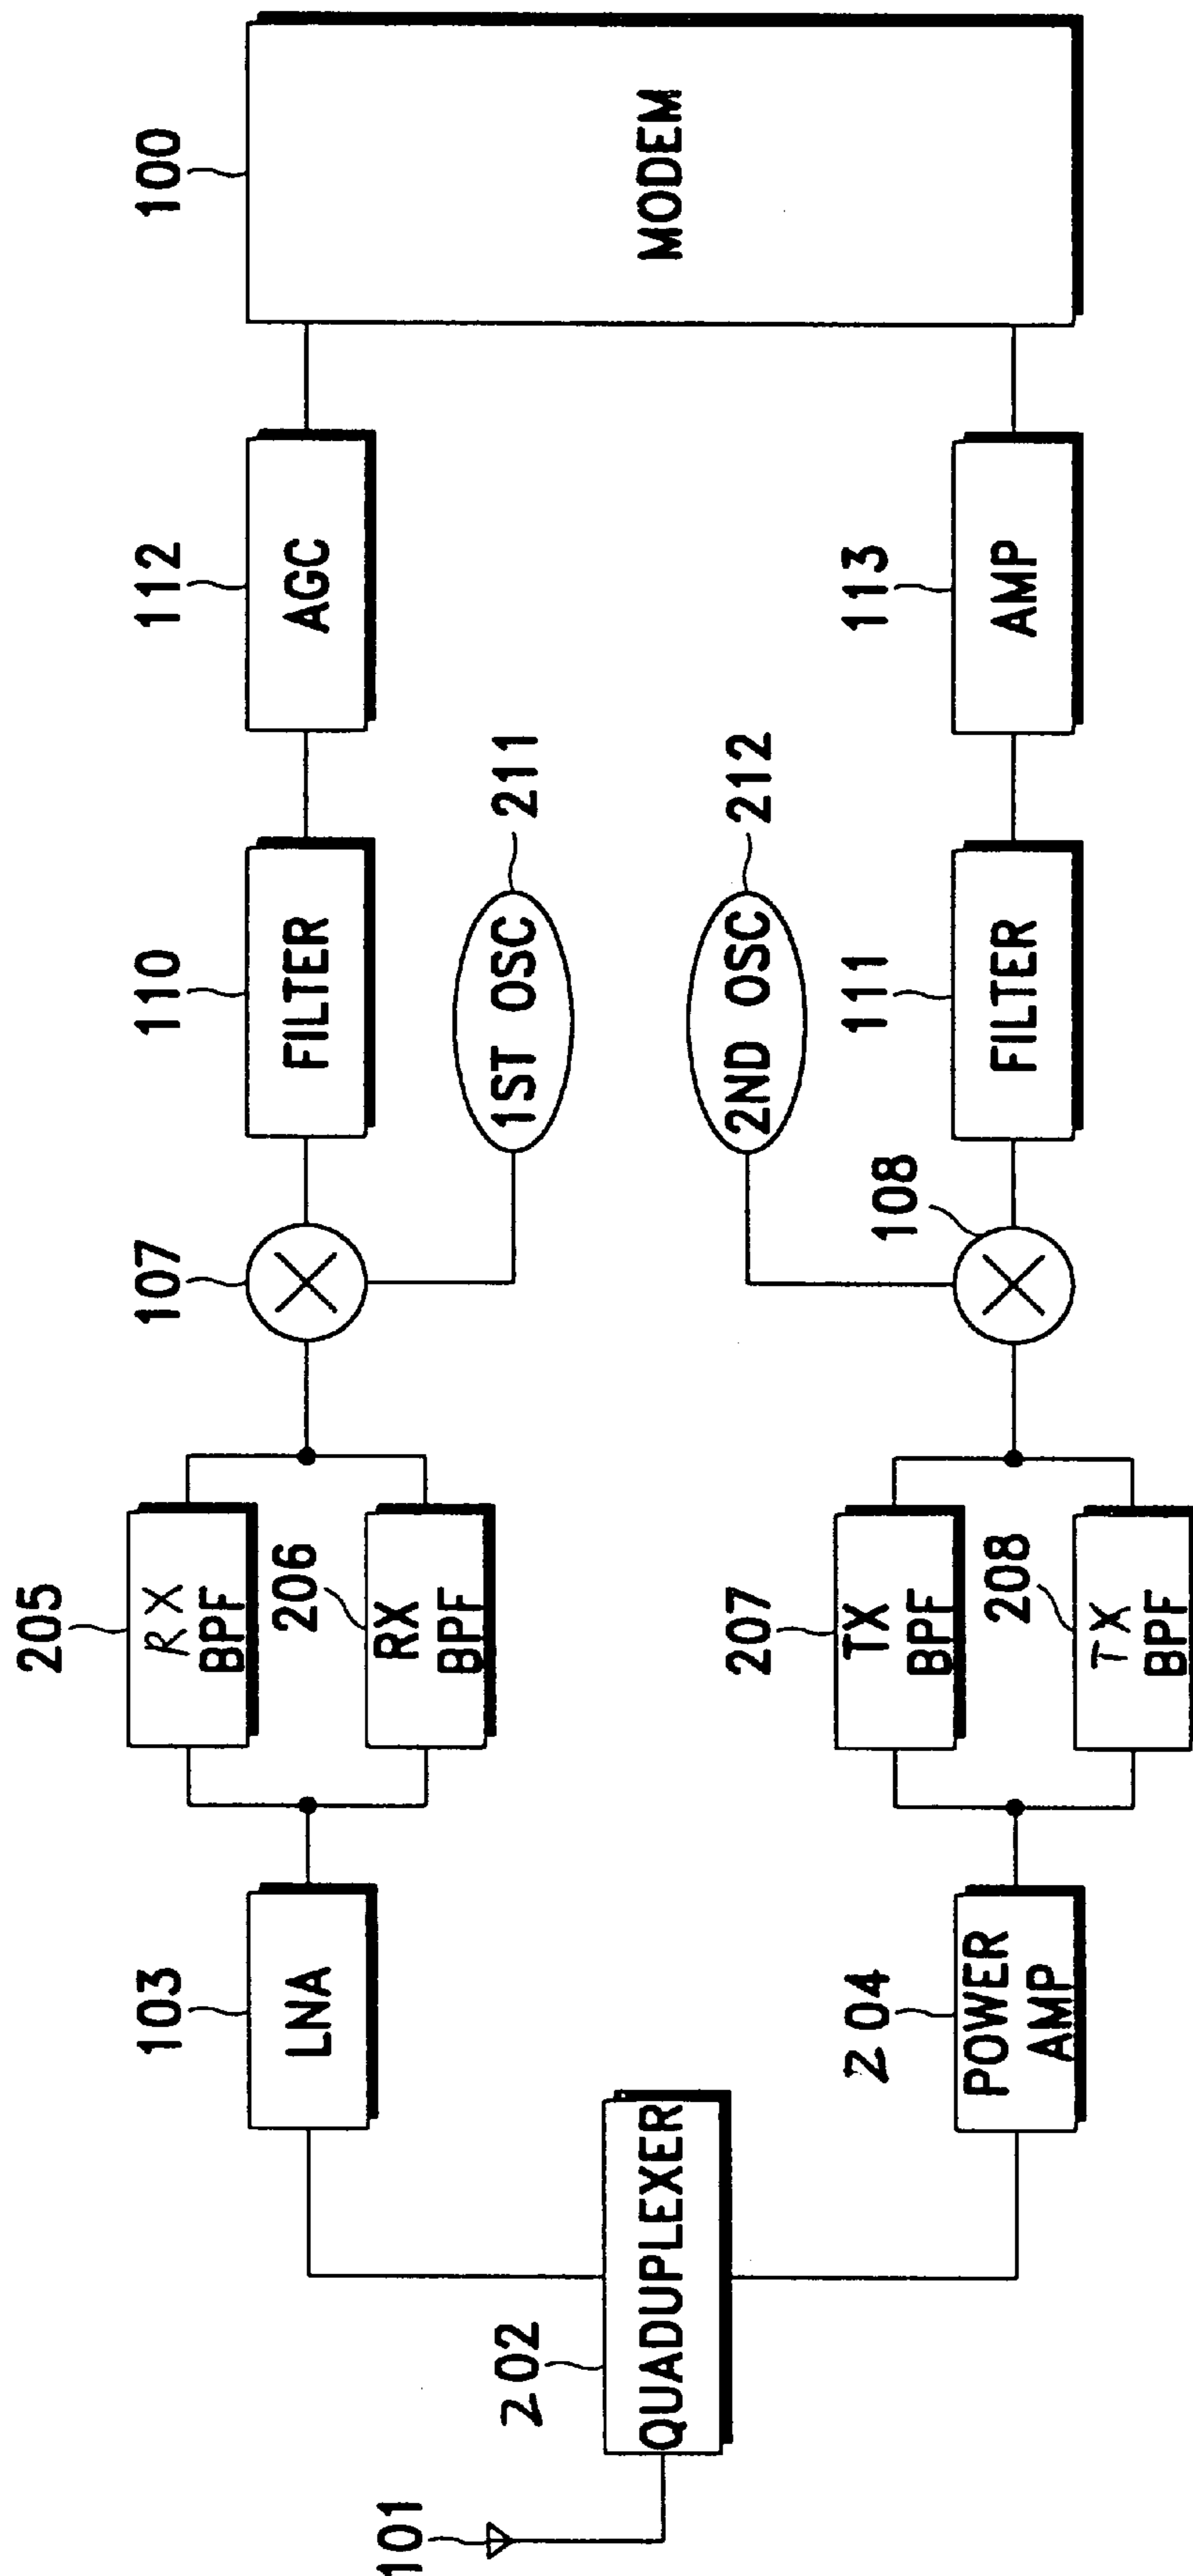 100
MODEM
112
AGC
113
AMP
110
FILTER
211
1ST OSC
212
2ND OSC
111
FILTER
107
108
205
RX
BPF
206
RX
BPF
207
TX
BPF
208
TX
BPF
103
LNA
204
POWER
AMP
202
QUADUPLEXER
101